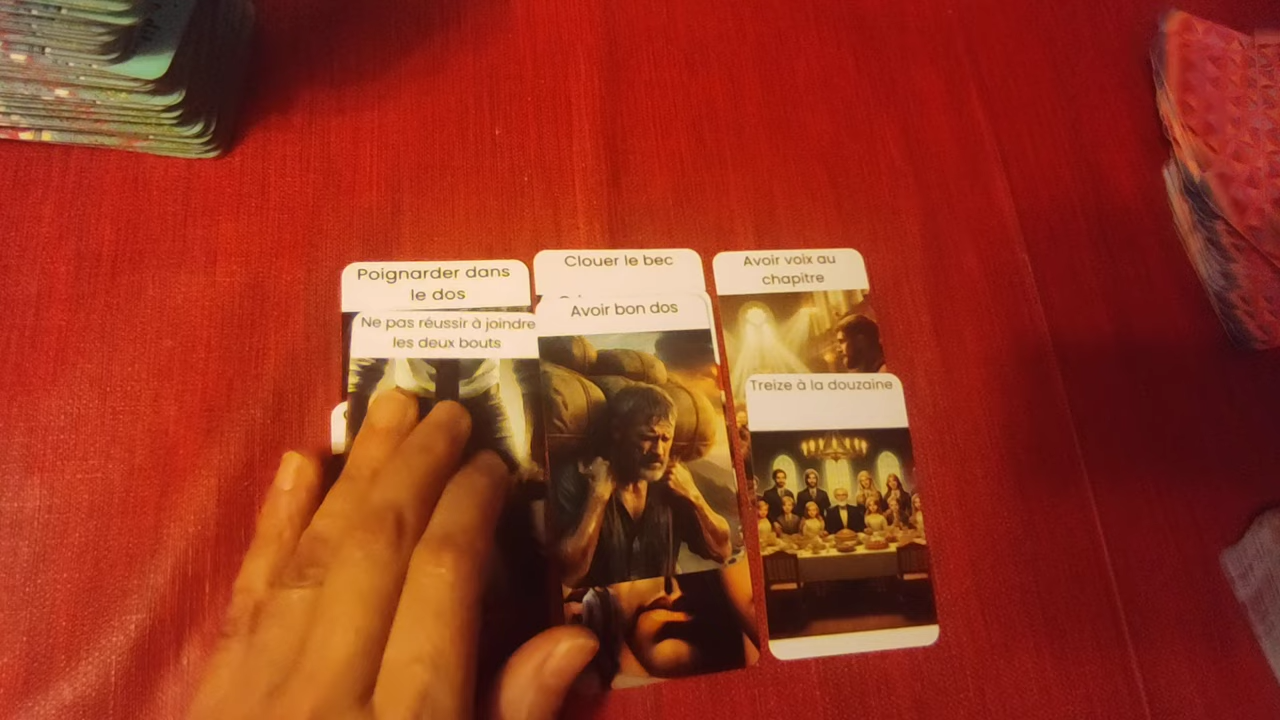 Poignarder dans
le dos
Clouer le bec
Avoir voix au
chapitre
Ne pas réussir à joindre
les deux bouts
Avoir bon dos
Treize à la douzaine